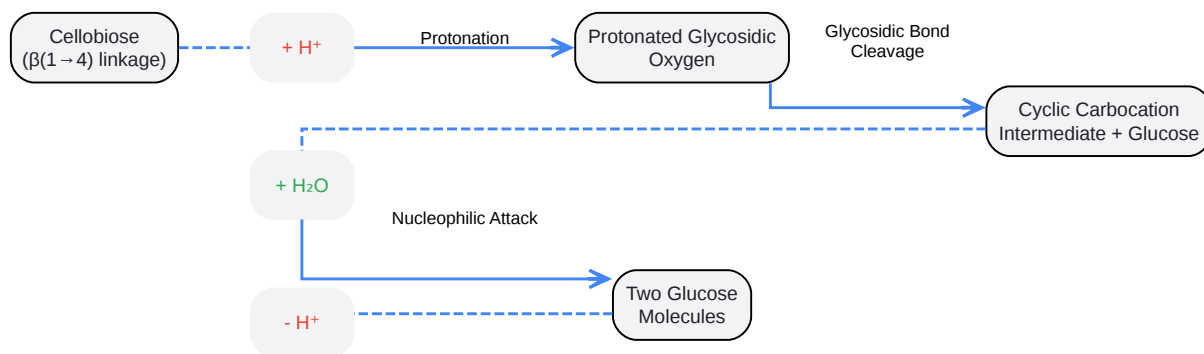 Cellobiose
(β(1→4) linkage)
+ H⁺
Protonation
Protonated Glycosidic
Oxygen
Glycosidic Bond
Cleavage
Cyclic Carbocation
Intermediate + Glucose
+ H₂O
Nucleophilic Attack
Two Glucose
Molecules
- H⁺